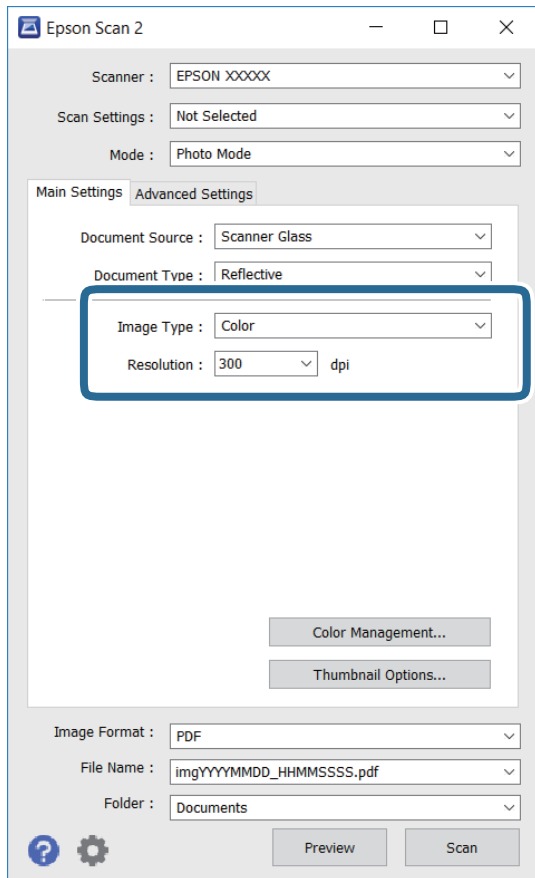 Epson Scan 2
Scanner : EPSON XXXXX
Scan Settings : Not Selected
Mode : Photo Mode
Main Settings Advanced Settings
Document Source : Scanner Glass
Document Type : Reflective
Image Type : Color
Resolution : 300 dpi
Color Management...
Thumbnail Options...
Image Format : PDF
File Name : imgYYYYMMDD_HHMMSSSS.pdf
Folder : Documents
? Preview Scan